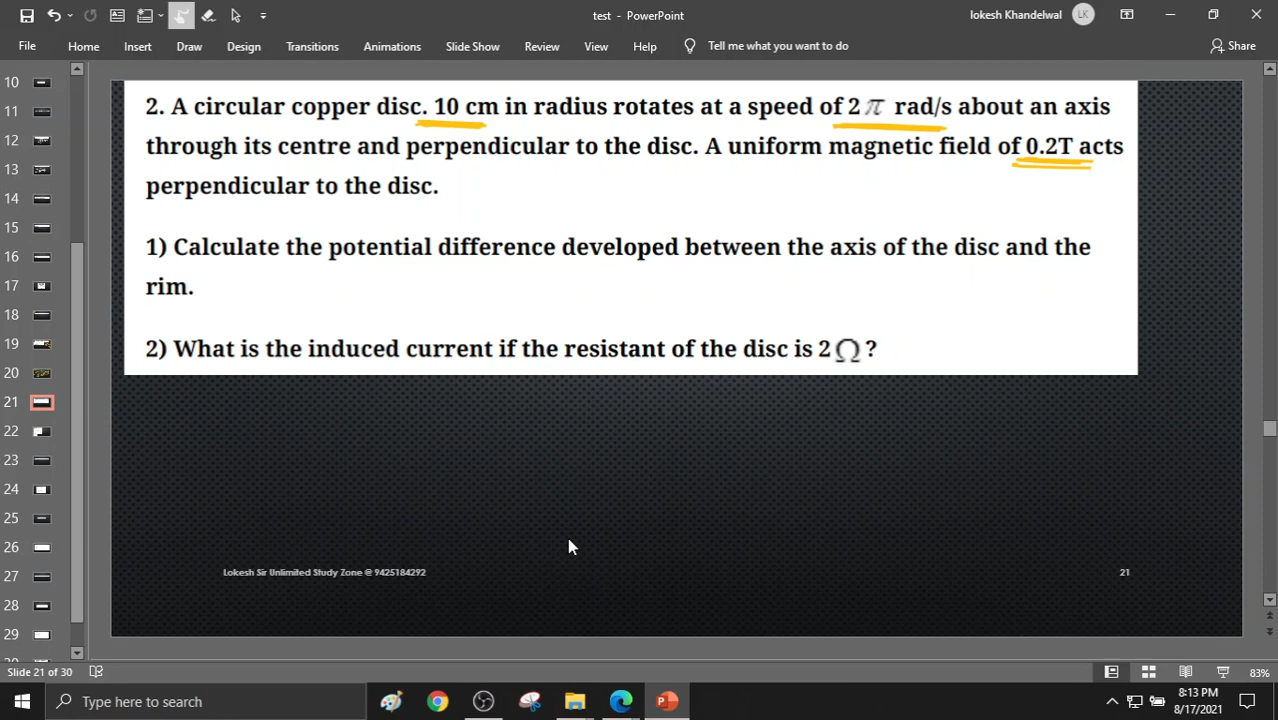 test - PowerPoint
lokesh Khandelwal
LK
File Home Insert Draw Design Transitions Animations Slide Show Review View Help Tell me what you want to do Share
10
11
12
13
14
15
16
17
18
19
20
21
22
23
24
25
26
27
28
29
2. A circular copper disc. 10 cm in radius rotates at a speed of 2π rad/s about an axis
through its centre and perpendicular to the disc. A uniform magnetic field of 0.2T acts
perpendicular to the disc.
1) Calculate the potential difference developed between the axis of the disc and the
rim.
2) What is the induced current if the resistant of the disc is 2Ω?
Lokesh Sir Unlimited Study Zone @ 9425184292
21
Slide 21 of 30
83%
Type here to search
8:13 PM
8/17/2021